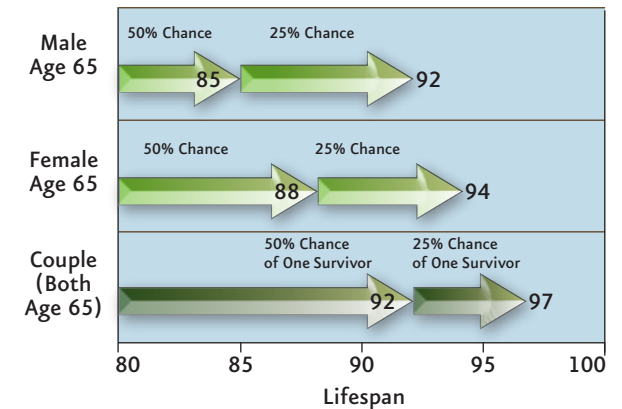 Male
Age 65
50% Chance
25% Chance
85
92
Female
Age 65
50% Chance
25% Chance
88
94
Couple
(Both
Age 65)
50% Chance
of One Survivor
25% Chance
of One Survivor
92
97
80
85
90
95
100
Lifespan